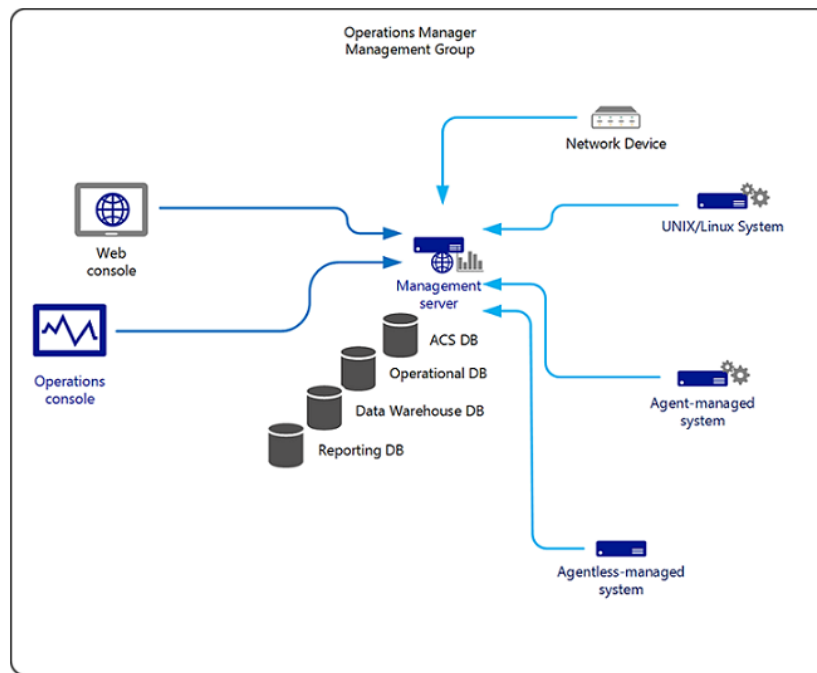 Operations Manager
Management Group
Network Device
UNIX/Linux System
Web
console
Management
server
ACS DB
Operations
console
Operational DB
Data Warehouse DB
Reporting DB
Agent-managed
system
Agentless-managed
system